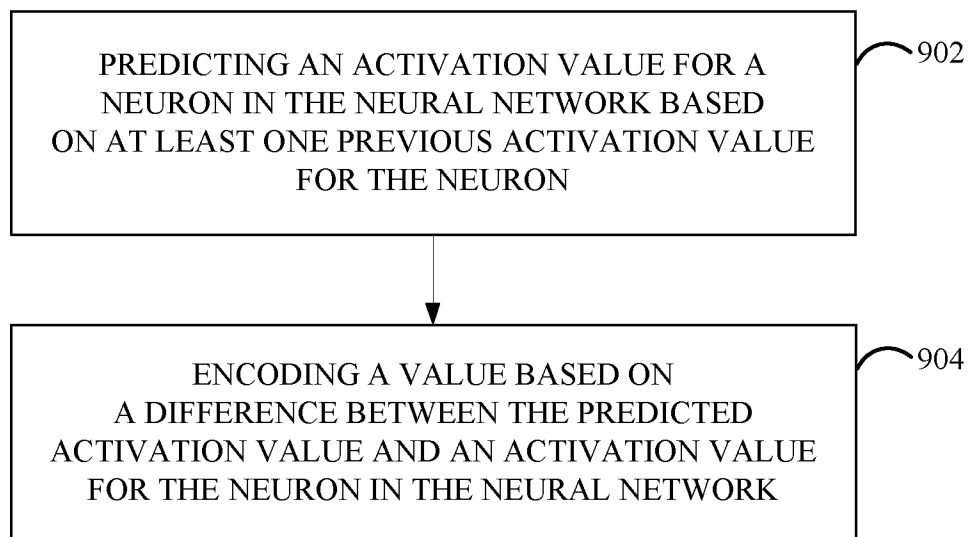 PREDICTING AN ACTIVATION VALUE FOR A
NEURON IN THE NEURAL NETWORK BASED
ON AT LEAST ONE PREVIOUS ACTIVATION VALUE
FOR THE NEURON
902
ENCODING A VALUE BASED ON
A DIFFERENCE BETWEEN THE PREDICTED
ACTIVATION VALUE AND AN ACTIVATION VALUE
FOR THE NEURON IN THE NEURAL NETWORK
904